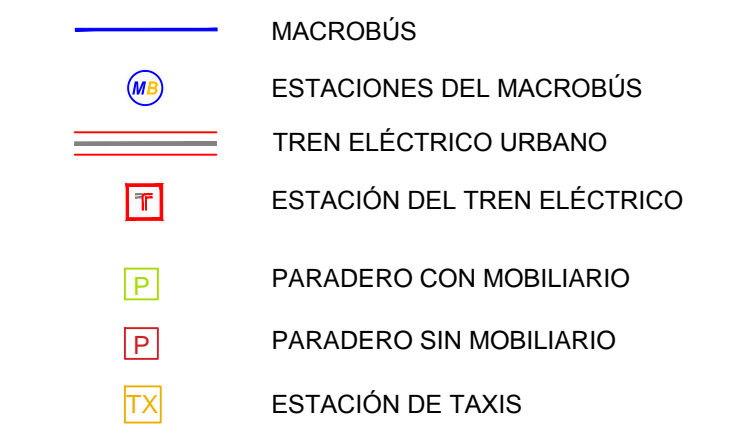 MACROBÚS
MB ESTACIONES DEL MACROBÚS
TREN ELÉCTRICO URBANO
T ESTACIÓN DEL TREN ELÉCTRICO
P PARADERO CON MOBILIARIO
P PARADERO SIN MOBILIARIO
TX ESTACIÓN DE TAXIS